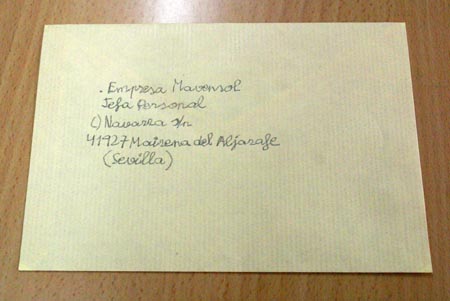 . Empresa Mavensol
Jefa Personal
C) Navarra s/n
41927 Mairena del Aljarafe
(Sevilla)